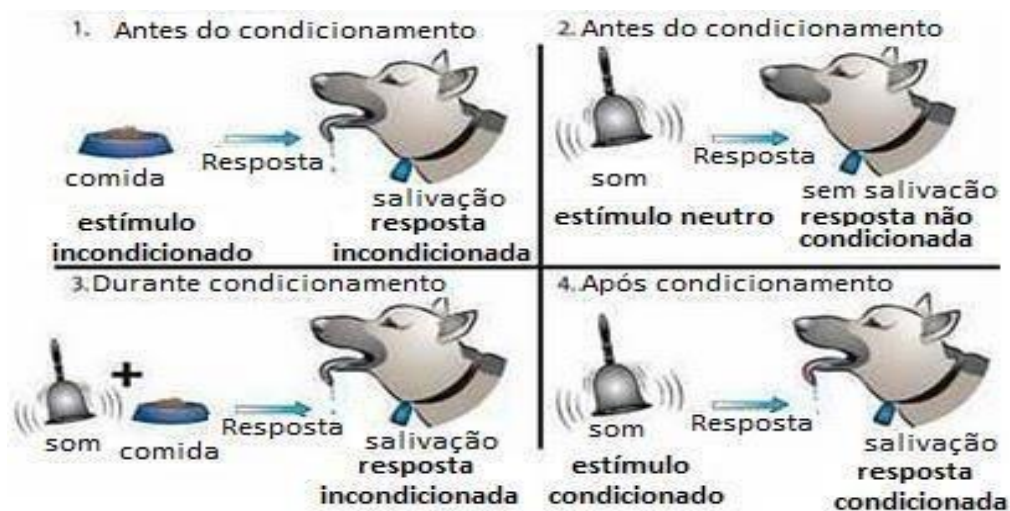 1. Antes do condicionamento
comida
Resposta
salivação
estímulo
incondicionado
resposta
incondicionada
2. Antes do condicionamento
som
Resposta
sem salivacão
estímulo neutro
resposta não
condicionada
3. Durante condicionamento
som
+
comida
Resposta
salivação
resposta
incondicionada
4. Após condicionamento
som
Resposta
salivação
estímulo
condicionado
resposta
condicionada